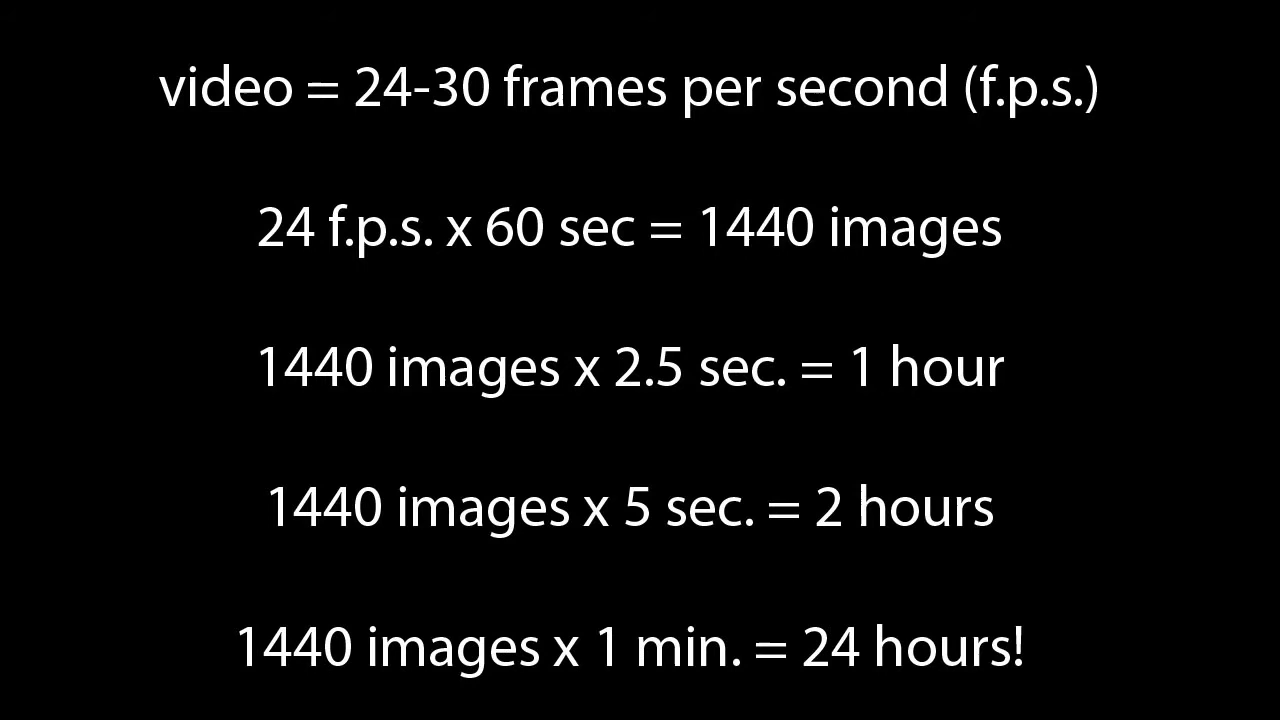 video = 24-30 frames per second (f.p.s.)
24 f.p.s. x 60 sec = 1440 images
1440 images x 2.5 sec. = 1 hour
1440 images x 5 sec. = 2 hours
1440 images x 1 min. = 24 hours!